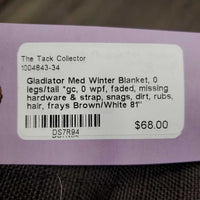 The Tack Collector
1004843-34
Gladiator Med Winter Blanket, 0
legs/tail *gc, 0 wpf, faded, missing
hardware & strap, snags, dirt, rubs,
hair, frays Brown/White 81"
DS7R94
$68.00